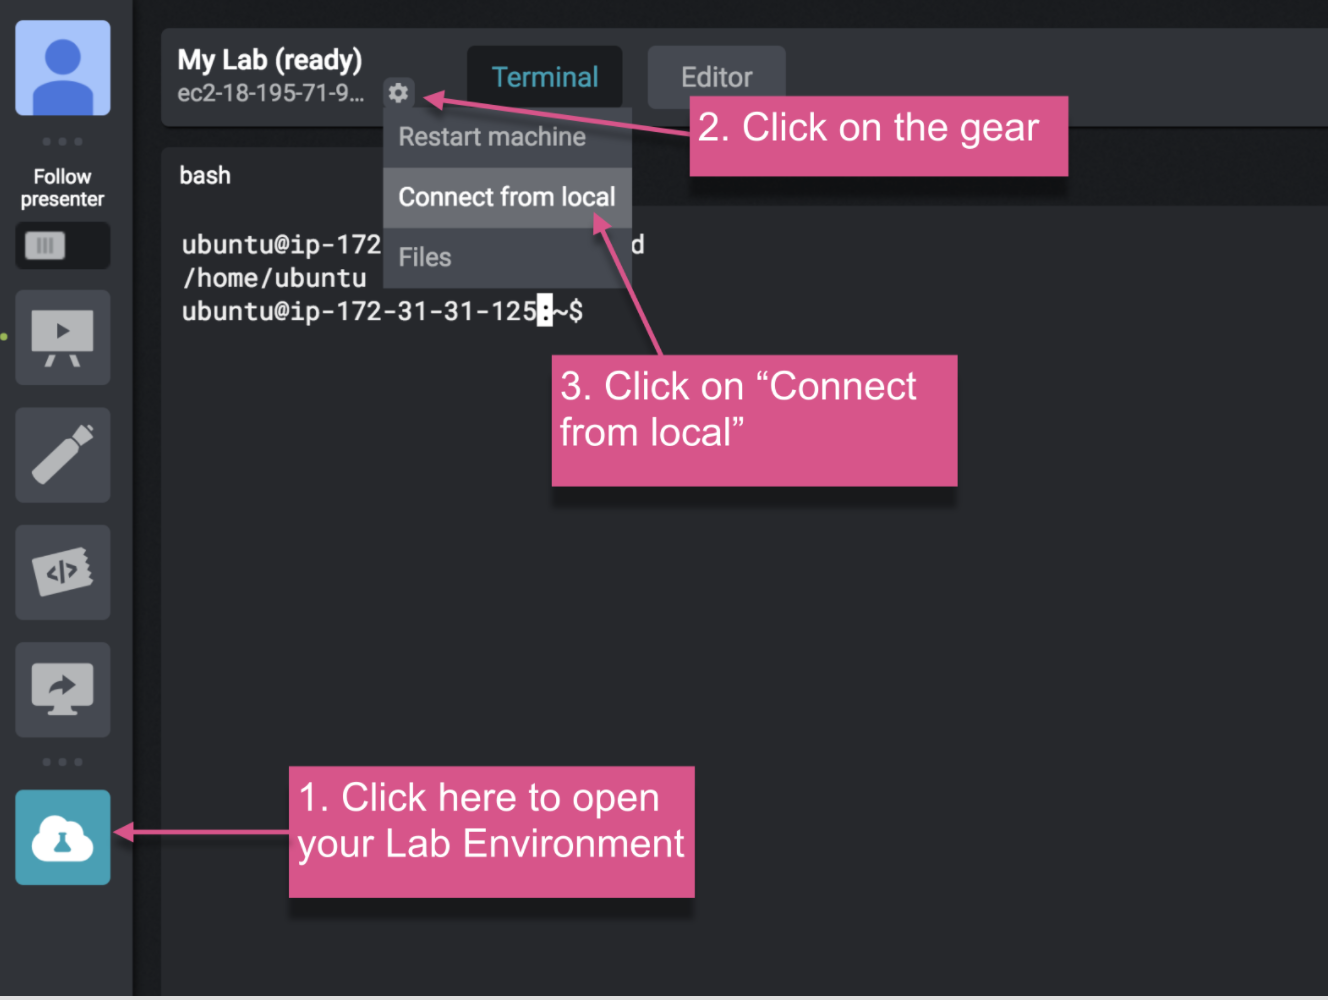 My Lab (ready)
ec2-18-195-71-9...
Terminal
Editor
2. Click on the gear
Restart machine
Connect from local
Files
Follow
presenter
bash
ubuntu@ip-172 d
/home/ubuntu
ubuntu@ip-172-31-31-125:~$
3. Click on “Connect
from local”
</>
1. Click here to open
your Lab Environment